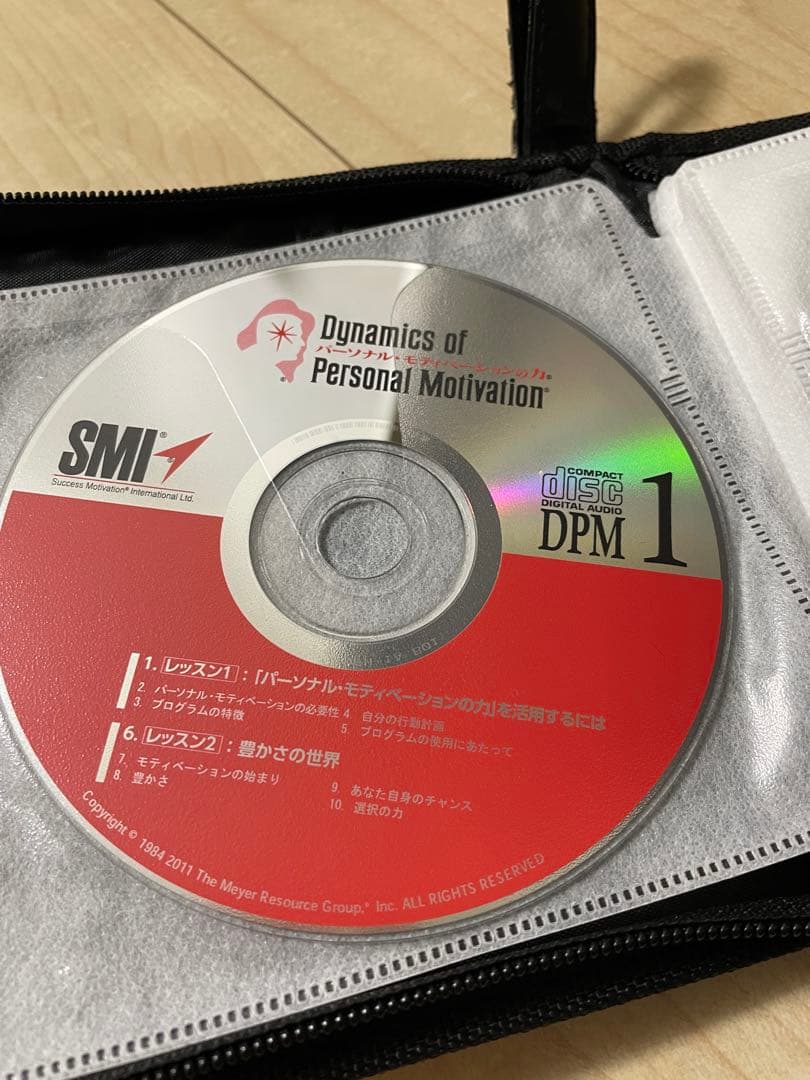 Dynamics of
パーソナル・モティベーションの力®
Personal Motivation®
SMI®
Success Motivation® International Ltd.
COMPACT
disc
DIGITAL AUDIO
DPM 1
1. レッスン1：「パーソナル・モティベーションの力」を活用するには
2. パーソナル・モティベーションの必要性
3. プログラムの特徴
4 自分の行動計画
5. プログラムの使用にあたって
6. レッスン2：豊かさの世界
7. モティベーションの始まり
8. 豊かさ
9. あなた自身のチャンス
10. 選択の力
Copyright © 1984 2011 The Meyer Resource Group,® Inc. ALL RIGHTS RESERVED